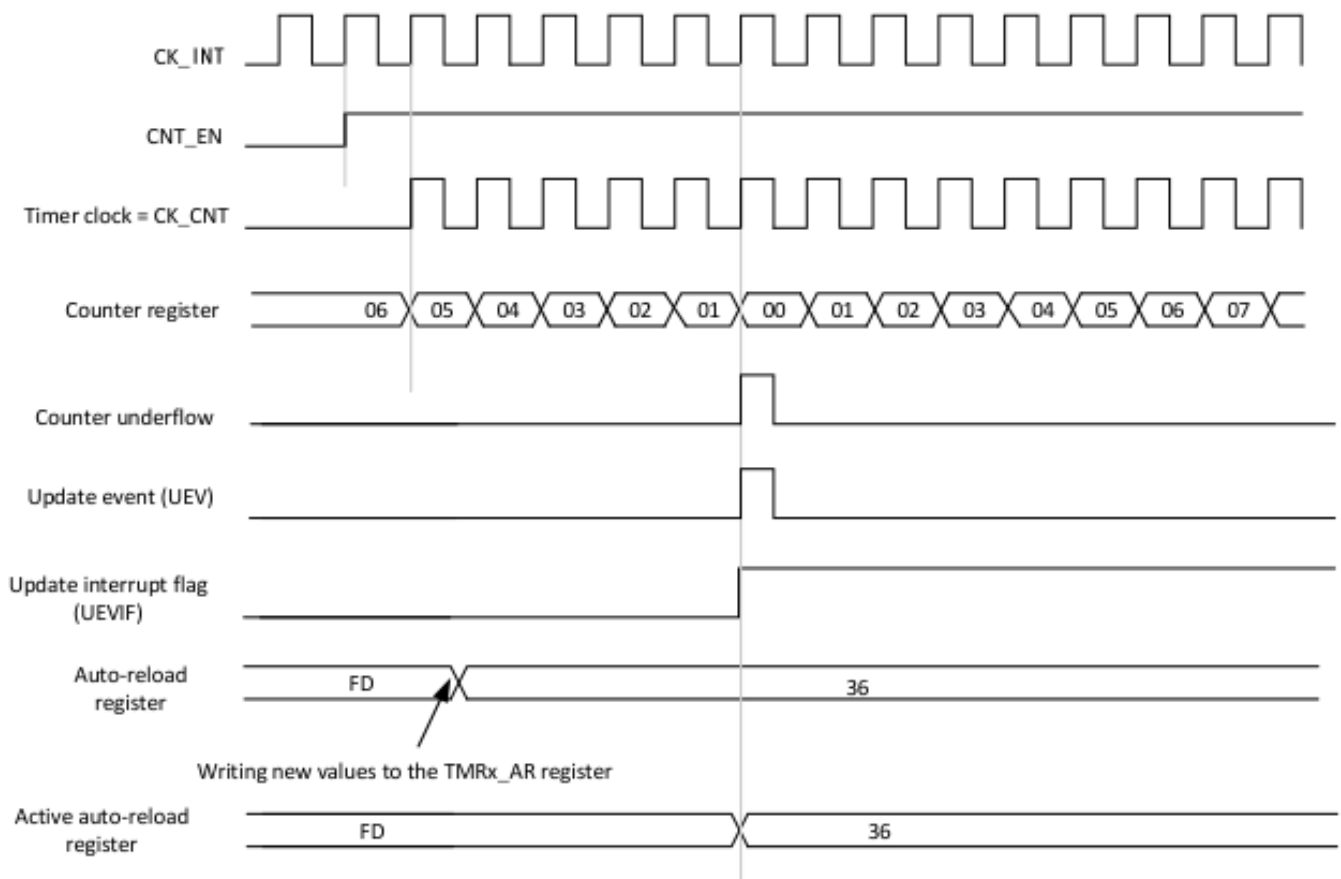 CK_INT
CNT_EN
Timer clock = CK_CNT
Counter register 06 05 04 03 02 01 00 01 02 03 04 05 06 07
Counter underflow
Update event (UEV)
Update interrupt flag
(UEVIF)
Auto-reload
register
FD 36
Writing new values to the TMRx_AR register
Active auto-reload
register
FD 36